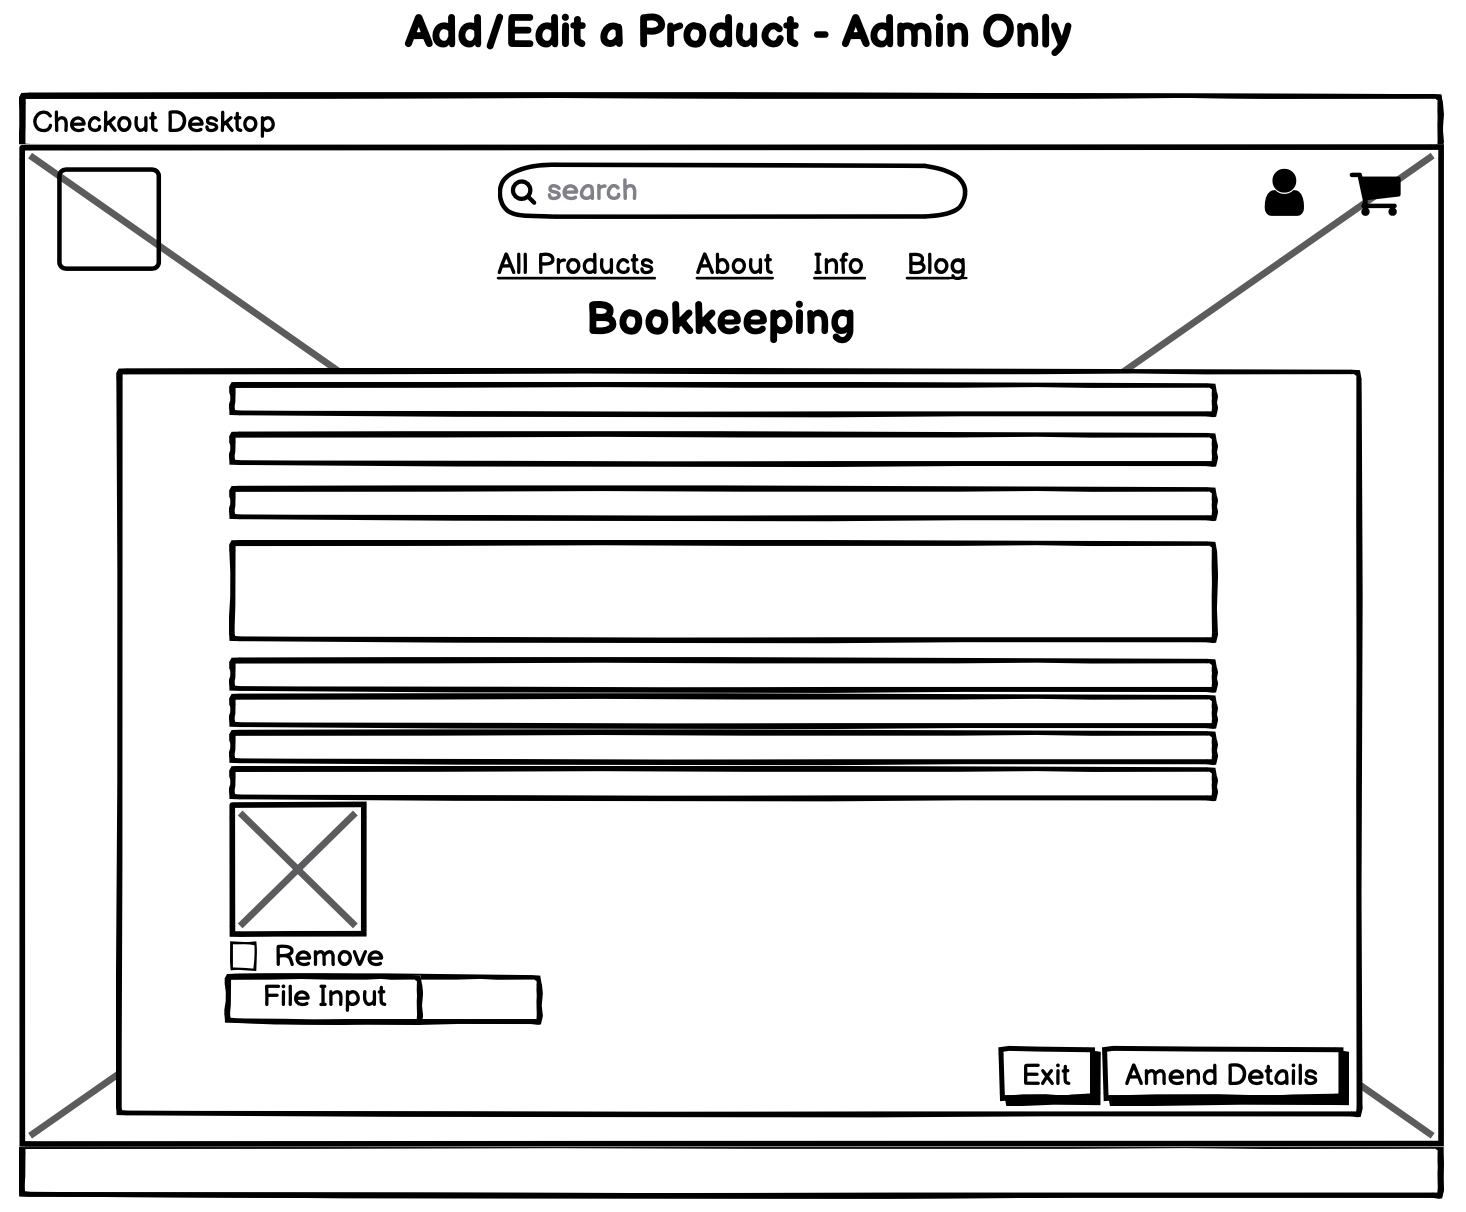 Add/Edit a Product - Admin Only
Checkout Desktop
search
All Products About Info Blog
Bookkeeping
Remove
File Input
Exit Amend Details